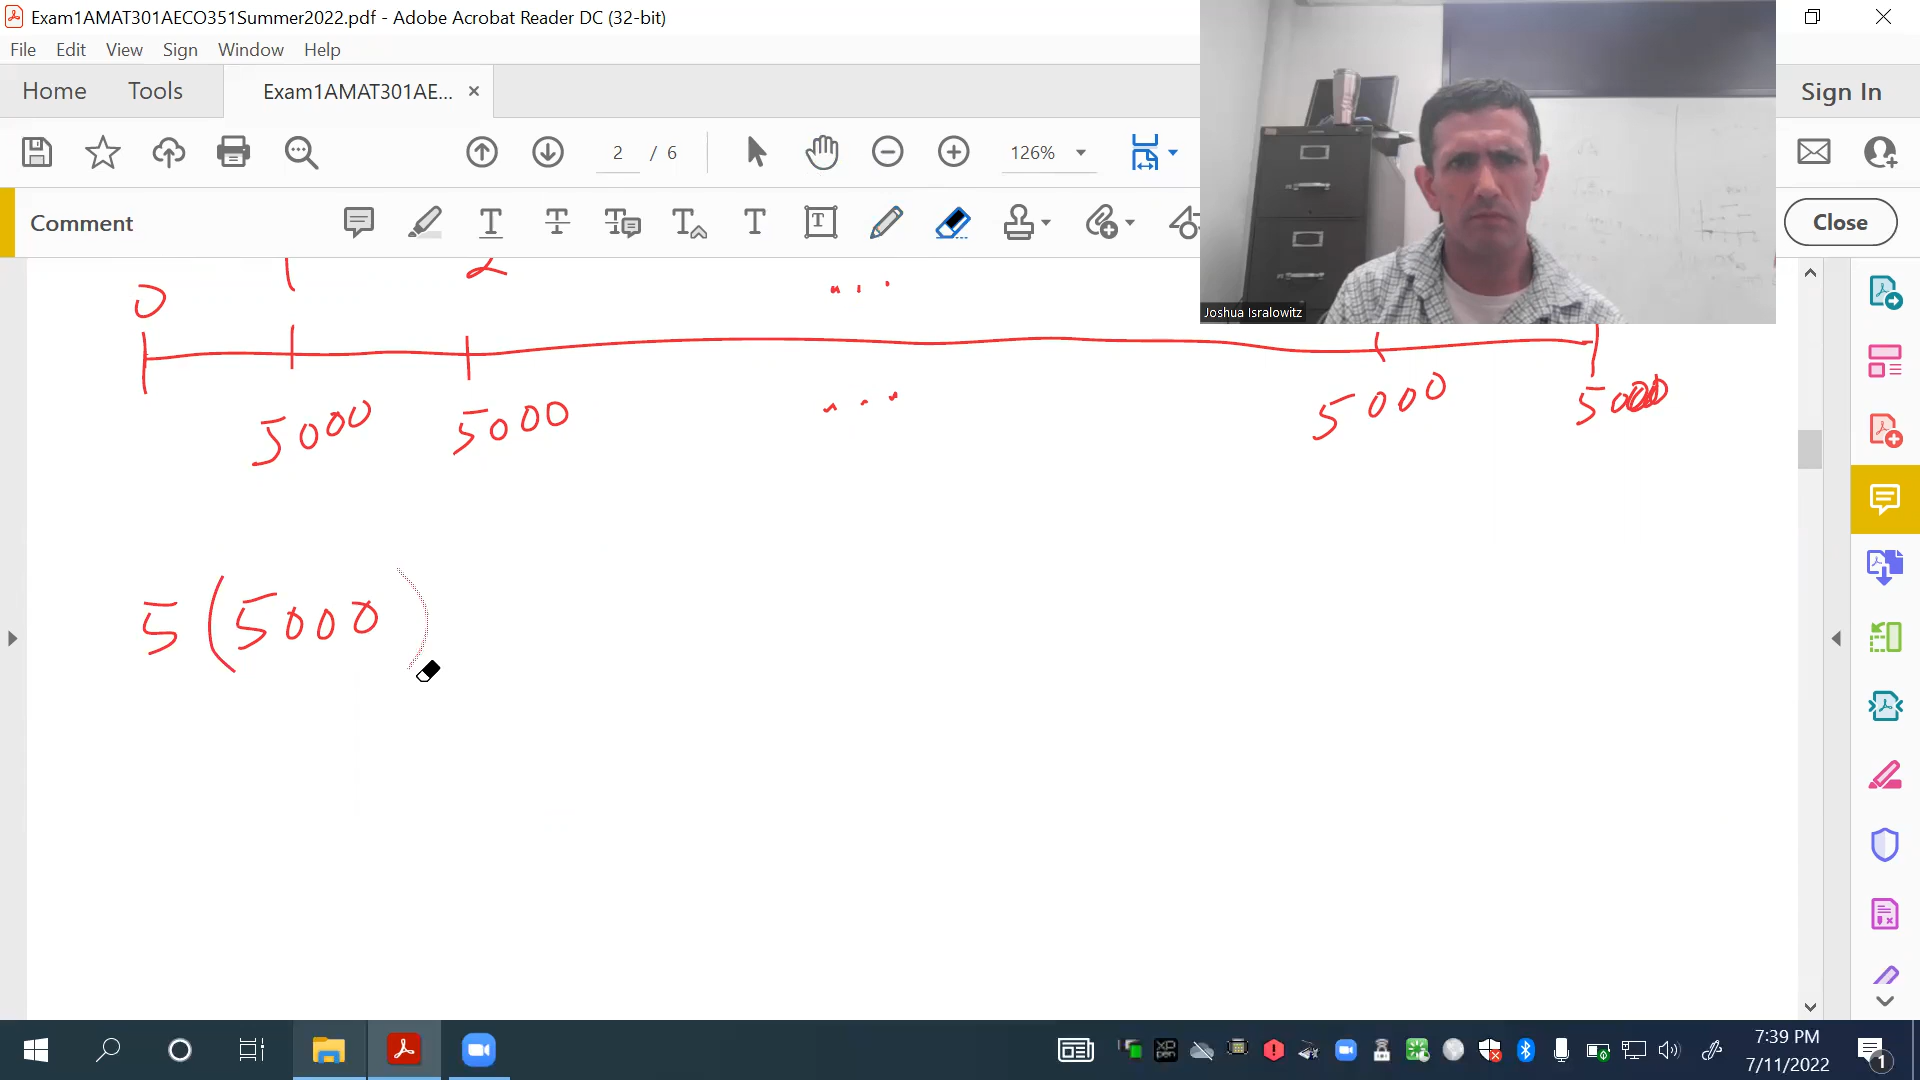 Exam1AMAT301AECO351Summer2022.pdf - Adobe Acrobat Reader DC (32-bit)
File Edit View Sign Window Help
Home Tools Exam1AMAT301AE... × Sign In
2 / 6 126%
Comment Close
Joshua Isralowitz
0 1 2 ...
5000 5000 ... 5000 5000
5(5000)
7:39 PM
7/11/2022
1